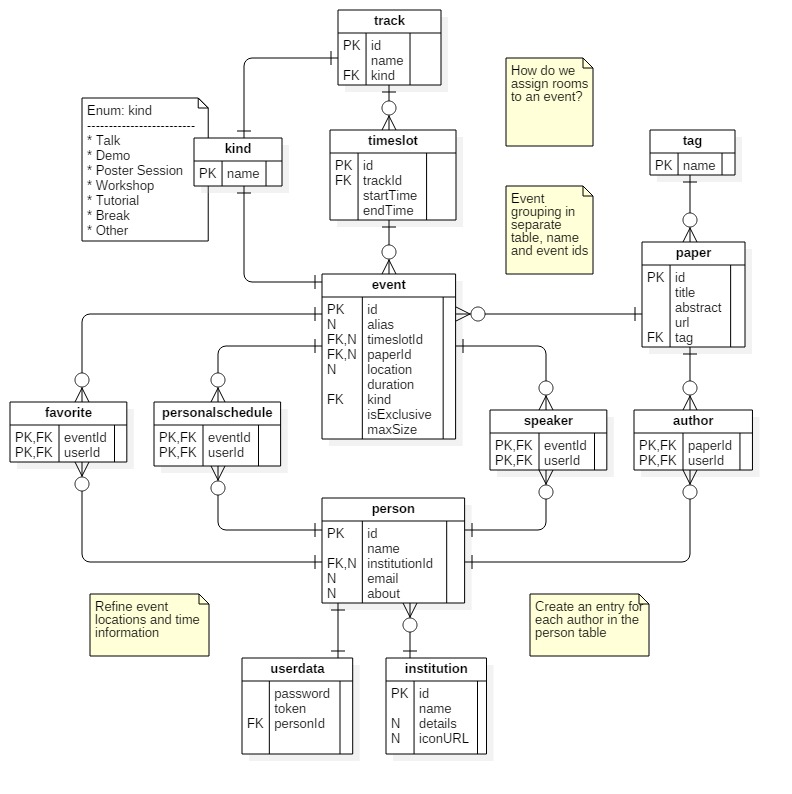 track
PK id
name
FK kind
How do we
assign rooms
to an event?
Enum: kind
-------------------------
* Talk
* Demo
* Poster Session
* Workshop
* Tutorial
* Break
* Other
kind
PK name
timeslot
PK id
FK trackId
startTime
endTime
tag
PK name
Event
grouping in
separate
table, name
and event ids
paper
PK id
title
abstract
url
FK tag
event
PK id
N alias
FK,N timeslotId
FK,N paperId
N location
duration
FK kind
isExclusive
maxSize
favorite
PK,FK eventId
PK,FK userId
personalschedule
PK,FK eventId
PK,FK userId
speaker
PK,FK eventId
PK,FK userId
author
PK,FK paperId
PK,FK userId
person
PK id
name
FK,N institutionId
N email
N about
Refine event
locations and time
information
Create an entry for
each author in the
person table
userdata
password
token
FK personId
institution
PK id
name
N details
N iconURL